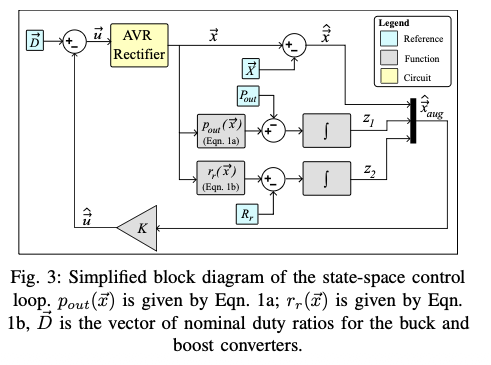 Legend
Reference
Function
Circuit
D⃗
+
-
u⃗
AVR
Rectifier
x⃗
+
-
x̂⃗
X⃗
P_out
p_out(x⃗)
(Eqn. 1a)
+
-
∫
z_1
x̂⃗_aug
r_r(x⃗)
(Eqn. 1b)
+
-
∫
z_2
R_r
û⃗
K
Fig. 3: Simplified block diagram of the state-space control
loop. p_out(x⃗) is given by Eqn. 1a; r_r(x⃗) is given by Eqn.
1b, D⃗ is the vector of nominal duty ratios for the buck and
boost converters.